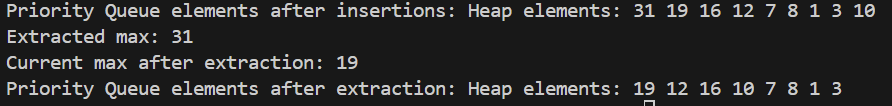 Priority Queue elements after insertions: Heap elements: 31 19 16 12 7 8 1 3 10
Extracted max: 31
Current max after extraction: 19
Priority Queue elements after extraction: Heap elements: 19 12 16 10 7 8 1 3